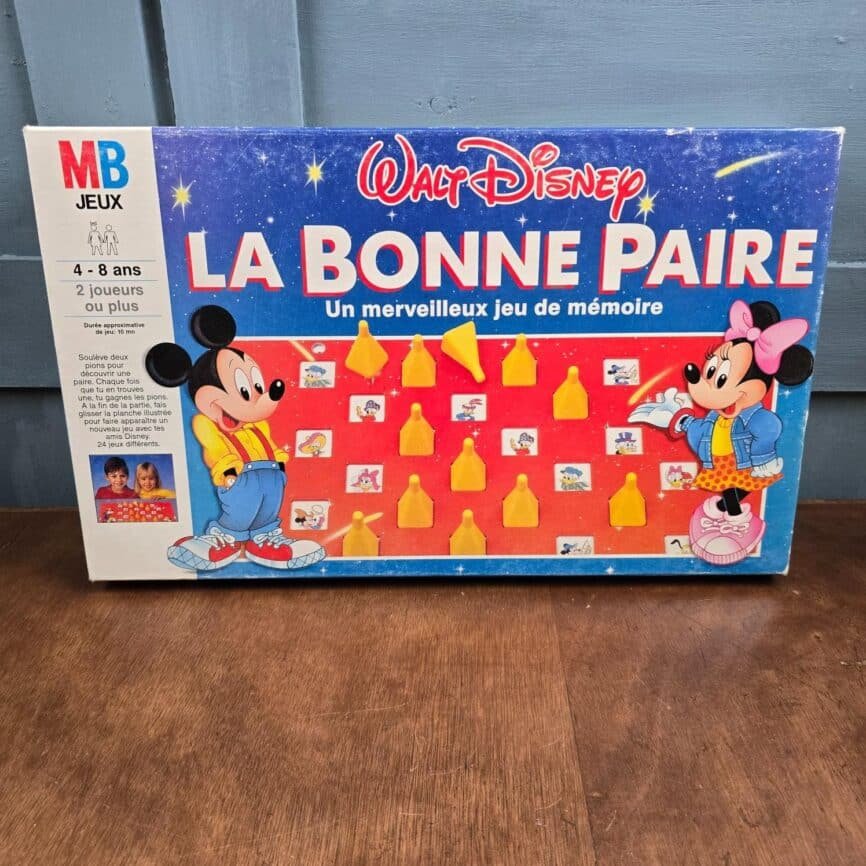 MB
JEUX
4 - 8 ans
2 joueurs
ou plus
Durée approximative
de jeu: 10 mn
Soulève deux
pions pour
découvrir une
paire. Chaque fois
que tu en trouves
une, tu gagnes les pions.
A la fin de la partie, fais
glisser la planche illustrée
pour faire apparaître un
nouveau jeu avec tes
amis Disney.
24 jeux différents.
WALT DISNEY
LA BONNE PAIRE
Un merveilleux jeu de mémoire